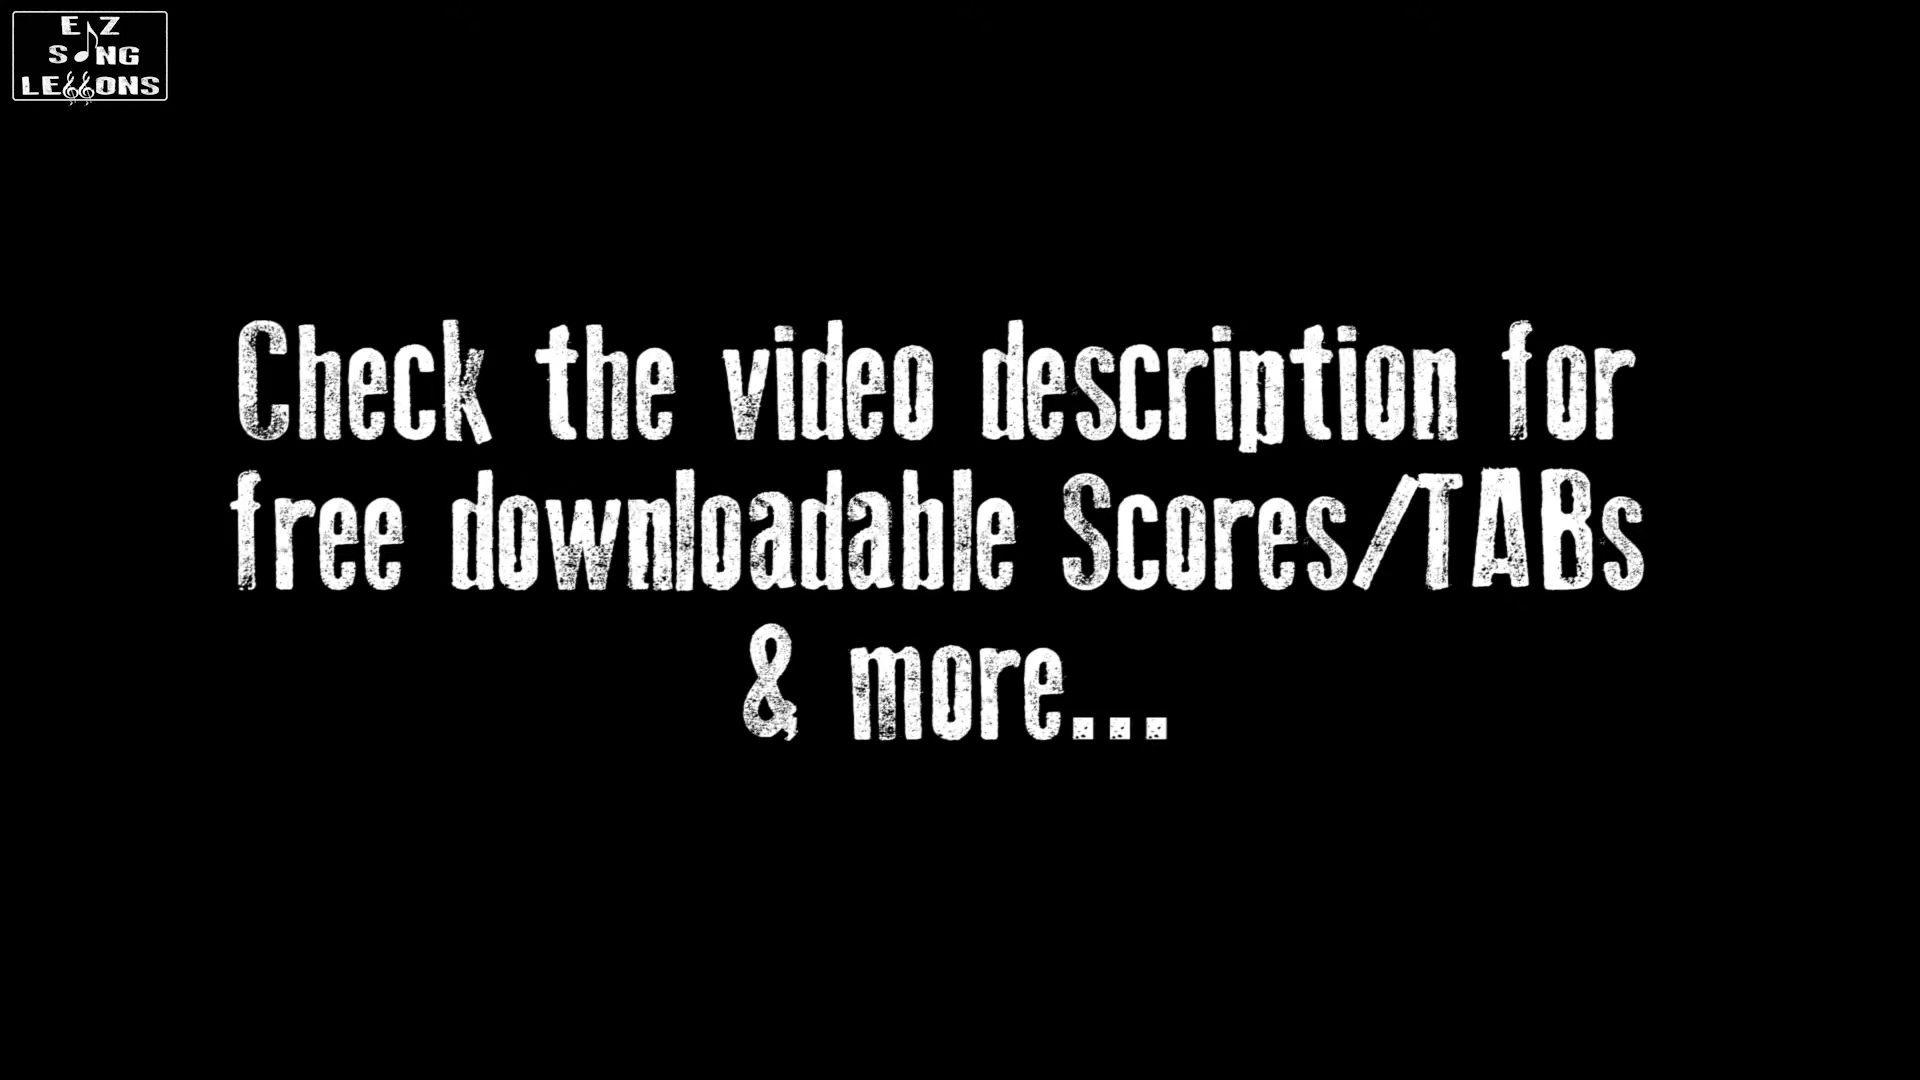 EZ
SONG
LESSONS
Check the video description for
free downloadable Scores/TABs
& more...